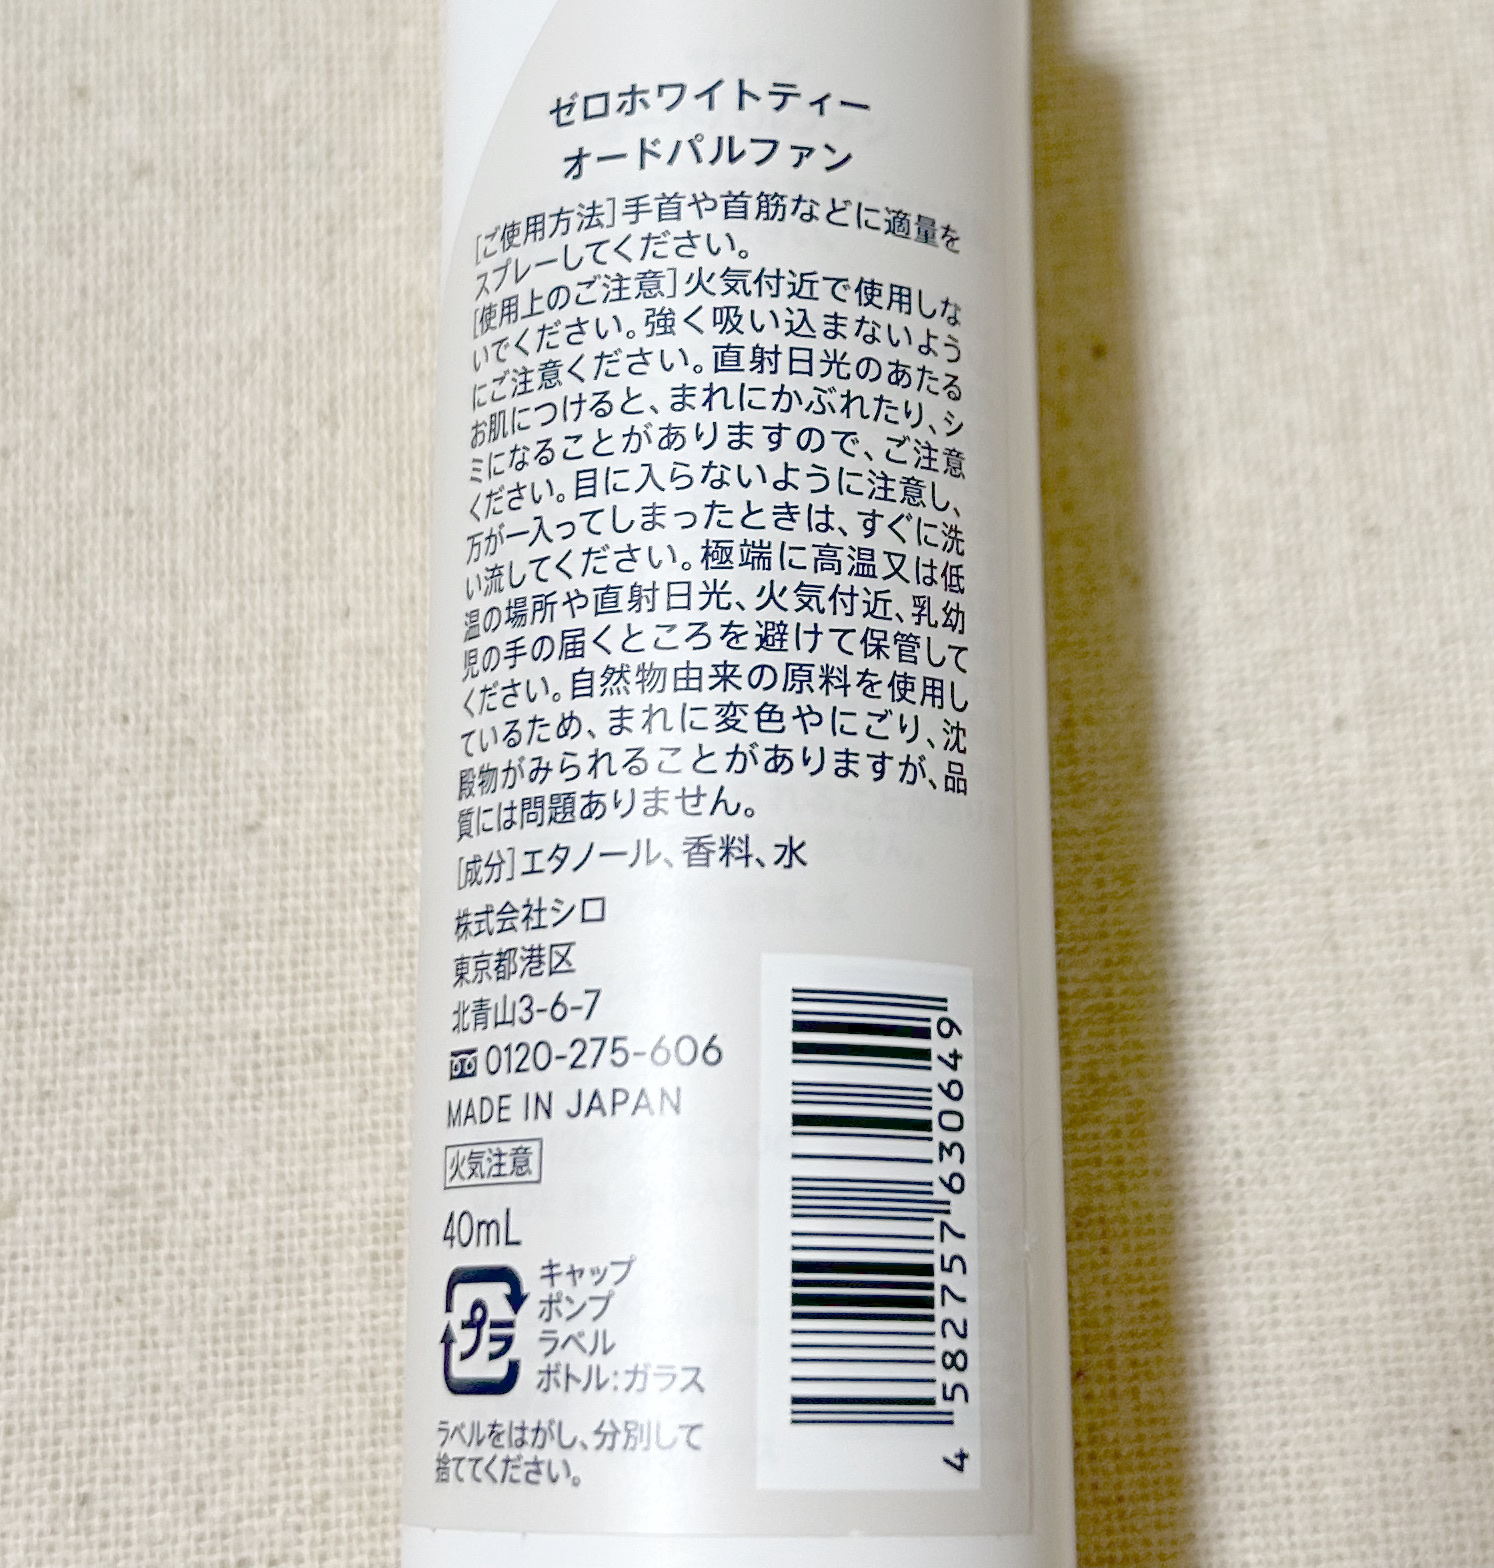 ゼロホワイトティー
オードパルファン
[ご使用方法]手首や首筋などに適量を
スプレーしてください。
[使用上のご注意]火気付近で使用しな
いでください。強く吸い込まないよう
にご注意ください。直射日光のあたる
お肌につけると、まれにかぶれたり、シ
ミになることがありますので、ご注意
ください。目に入らないように注意し、
万が一入ってしまったときは、すぐに洗
い流してください。極端に高温又は低
温の場所や直射日光、火気付近、乳幼
児の手の届くところを避けて保管して
ください。自然物由来の原料を使用し
ているため、まれに変色やにごり、沈
殿物がみられることがありますが、品
質には問題ありません。
[成分]エタノール、香料、水
株式会社シロ
東京都港区
北青山3-6-7
0120-275-606
MADE IN JAPAN
火気注意
40mL
プラ
キャップ
ポンプ
ラベル
ボトル:ガラス
ラベルをはがし、分別して
捨ててください。
4 582757 630946